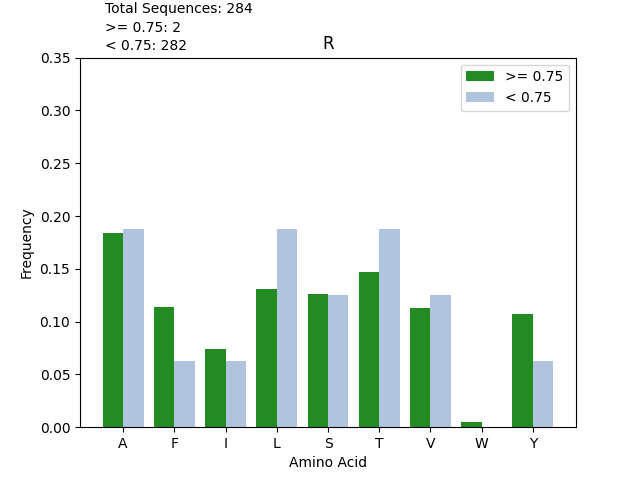 Total Sequences: 284
>= 0.75: 2
< 0.75: 282
R
0.35
0.30
0.25
0.20
0.15
0.10
0.05
0.00
Frequency
>= 0.75
< 0.75
A F I L S T V W Y
Amino Acid